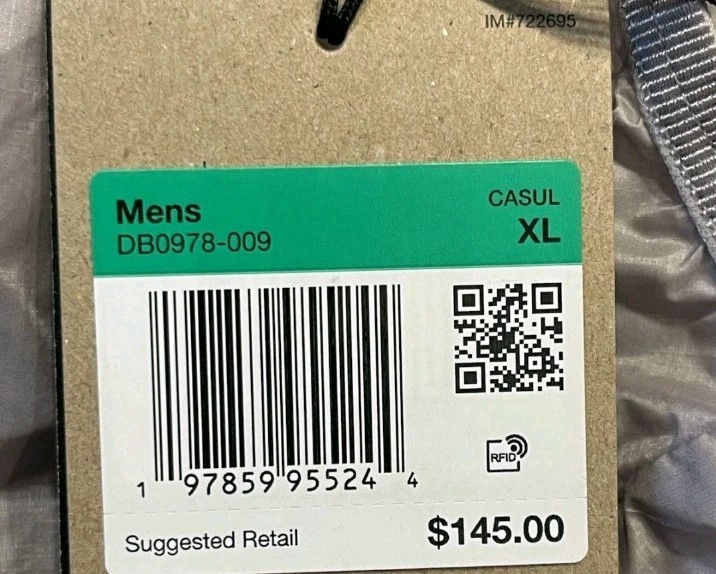 IM#722695
Mens
CASUL
DB0978-009
XL
1 97859 95524 4
RFID
Suggested Retail
$145.00